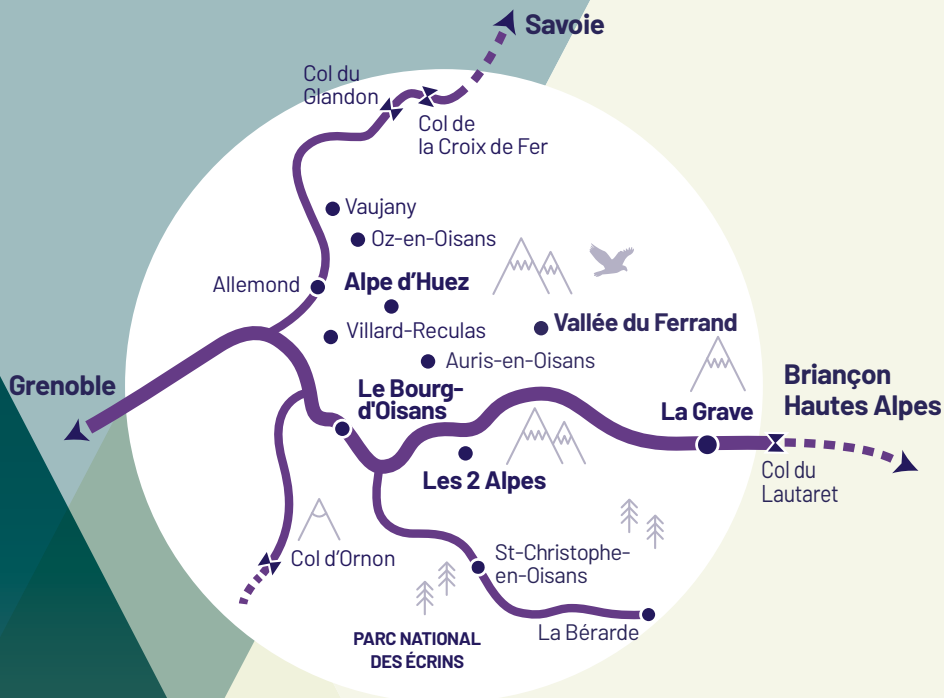 Savoie
Col du
Glandon
Col de
la Croix de Fer
Vaujany
Oz-en-Oisans
Allemond
Alpe d’Huez
Villard-Reculas
Vallée du Ferrand
Auris-en-Oisans
Grenoble
Le Bourg-
d'Oisans
La Grave
Briançon
Hautes Alpes
Les 2 Alpes
Col du
Lautaret
Col d’Ornon
St-Christophe-
en-Oisans
La Bérarde
PARC NATIONAL
DES ÉCRINS